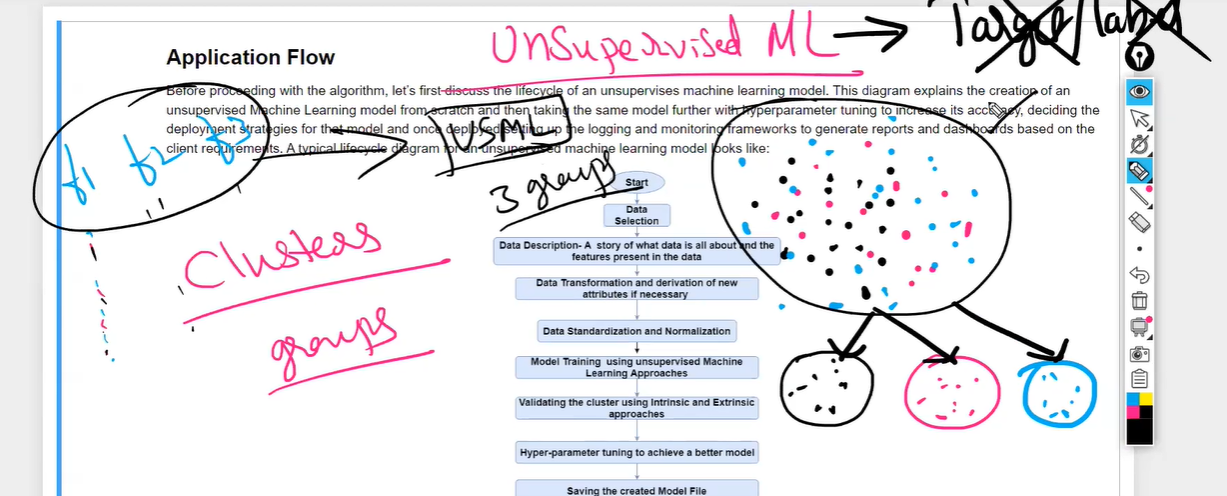 Target/label
UnSupervised ML
Application Flow
Before proceeding with the algorithm, let's first discuss the lifecycle of an unsupervises machine learning model. This diagram explains the creation of an
unsupervised Machine Learning model from scratch and then taking the same model further with hyperparameter tuning to increase its accuracy, deciding the
deployment strategies for that model and once deployed setting up the logging and monitoring frameworks to generate reports and dashboards based on the
client requirements. A typical lifecycle diagram for an unsupervised machine learning model looks like:
f1 f2 f3
USML
3 groups
Start
Data
Selection
Clusters
Data Description- A story of what data is all about and the
features present in the data
Data Transformation and derivation of new
attributes if necessary
groups
Data Standardization and Normalization
Model Training using unsupervised Machine
Learning Approaches
Validating the cluster using Intrinsic and Extrinsic
approaches
Hyper-parameter tuning to achieve a better model
Saving the created Model File